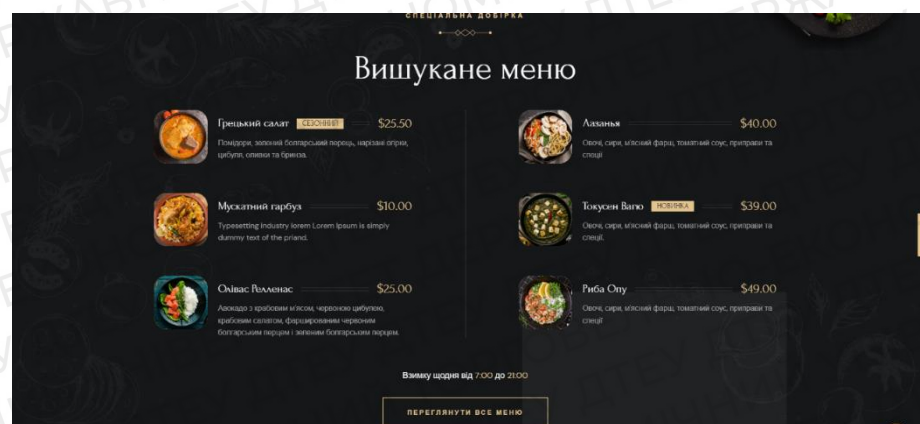 СПЕЦІАЛЬНА ДОБІРКА
Вишукане меню
Грецький салат СЕЗОННИЙ $25.50
Помідори, зелений болгарський перець, нарізані огірки,
цибуля, оливки та бринза.
Мускатний гарбуз $10.00
Typesetting industry lorem Lorem Ipsum is simply
dummy text of the priand.
Олівас Релленас $25.00
Авокадо з крабовим м'ясом, червоною цибулею,
крабовим салатом, фаршированим червоним
болгарським перцем і зеленим болгарським перцем.
Лазанья $40.00
Овочі, сири, м'ясний фарш, томатний соус, приправи та
спеції
Токусен Вагю НОВИНКА $39.00
Овочі, сири, м'ясний фарш, томатний соус, приправи та
спеції.
Риба Опу $49.00
Овочі, сири, м'ясний фарш, томатний соус, приправи та
спеції
Взимку щодня від 7:00 до 21:00
ПЕРЕГЛЯНУТИ ВСЕ МЕНЮ